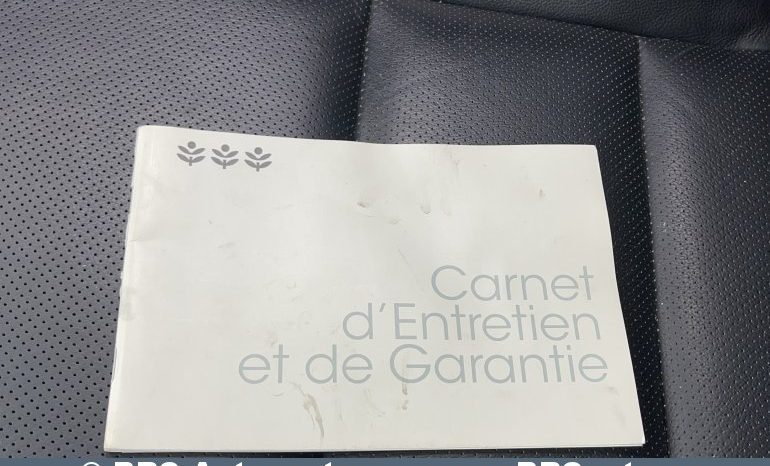 Carnet
d'Entretien
et de Garantie